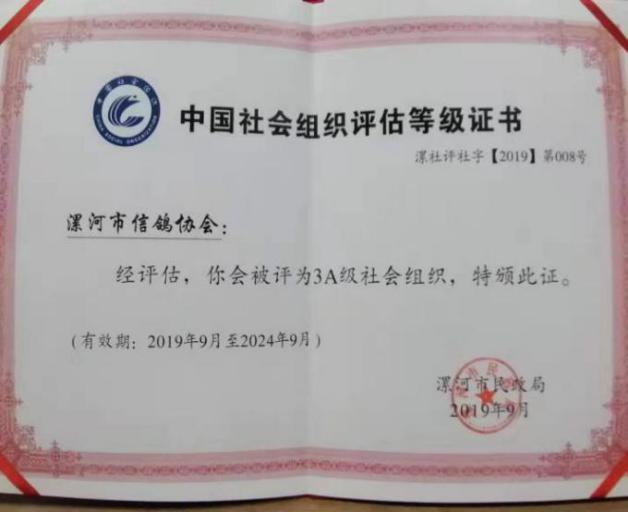 中国社会组织评估等级证书
漯社评社字【2019】第008号
漯河市信鸽协会：
经评估，你会被评为3A级社会组织，特颁此证。
（有效期：2019年9月至2024年9月）
漯河市民政局
2019年9月